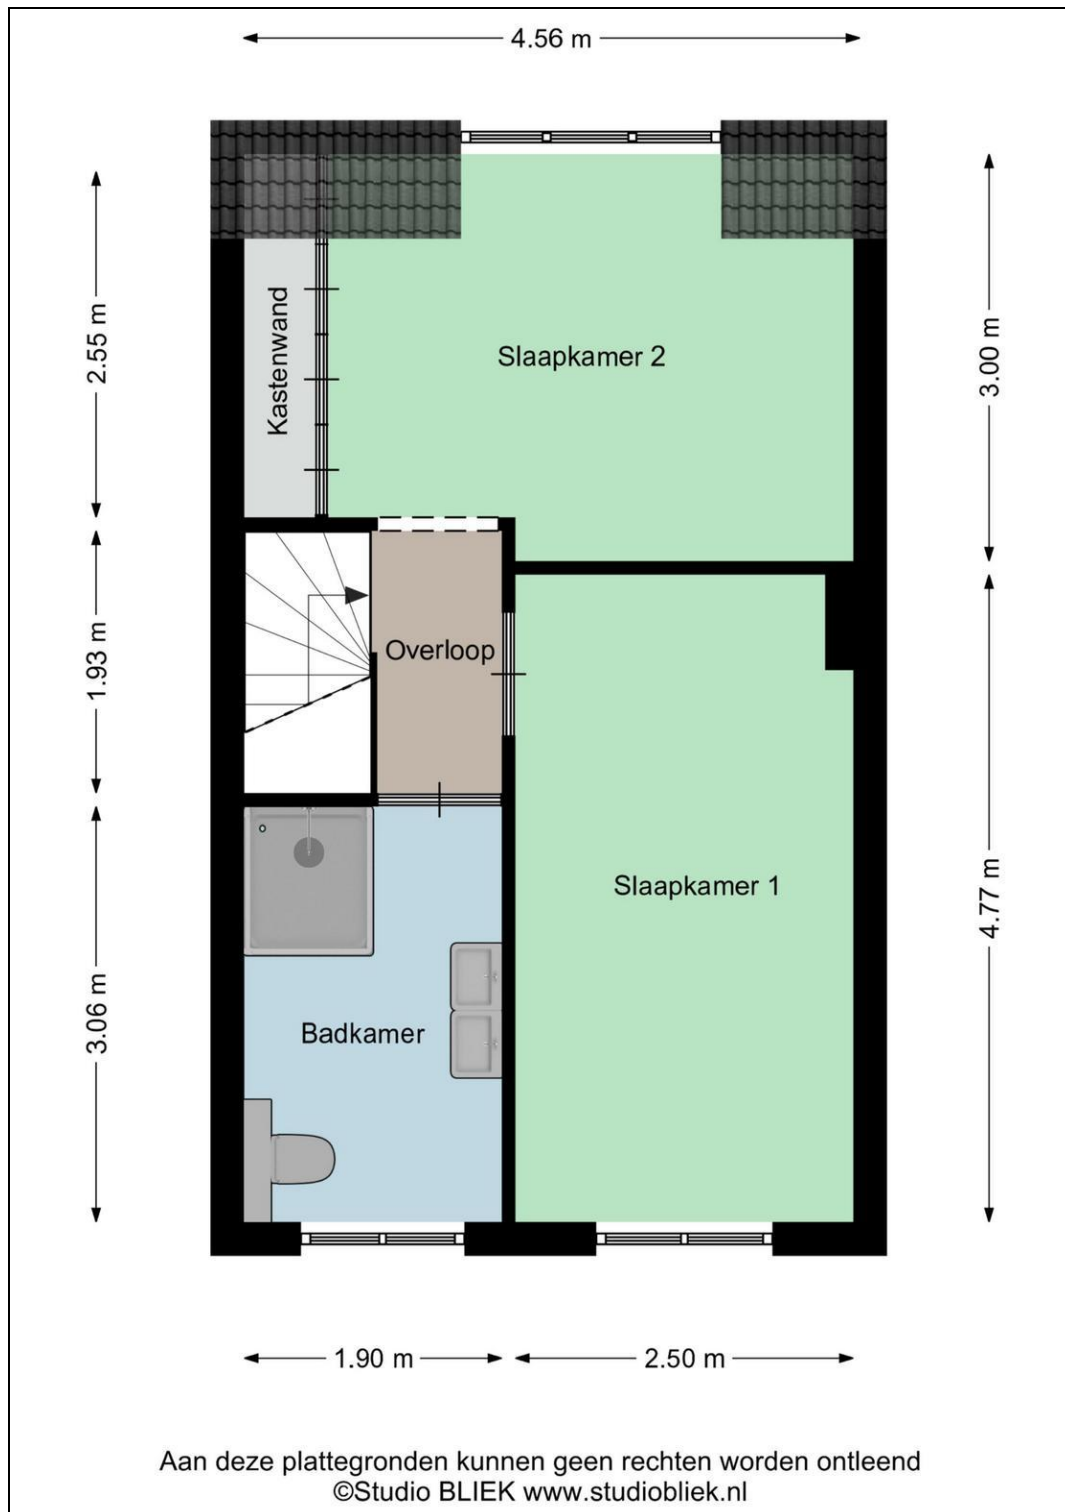 4.56 m
2.55 m
Kastenwand
Slaapkamer 2
3.00 m
1.93 m
Overloop
3.06 m
Badkamer
Slaapkamer 1
4.77 m
1.90 m
2.50 m
Aan deze plattegronden kunnen geen rechten worden ontleend
©Studio BLIEK www.studiobliek.nl